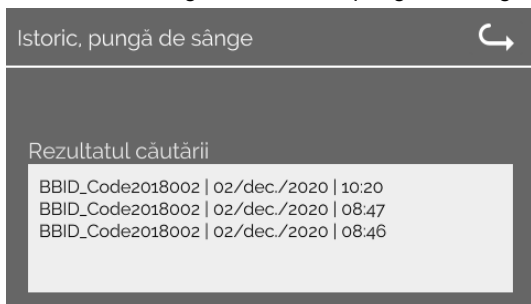 Istoric, pungă de sânge
Rezultatul căutării
BBID_Code2018002 | 02/dec./2020 | 10:20
BBID_Code2018002 | 02/dec./2020 | 08:47
BBID_Code2018002 | 02/dec./2020 | 08:46